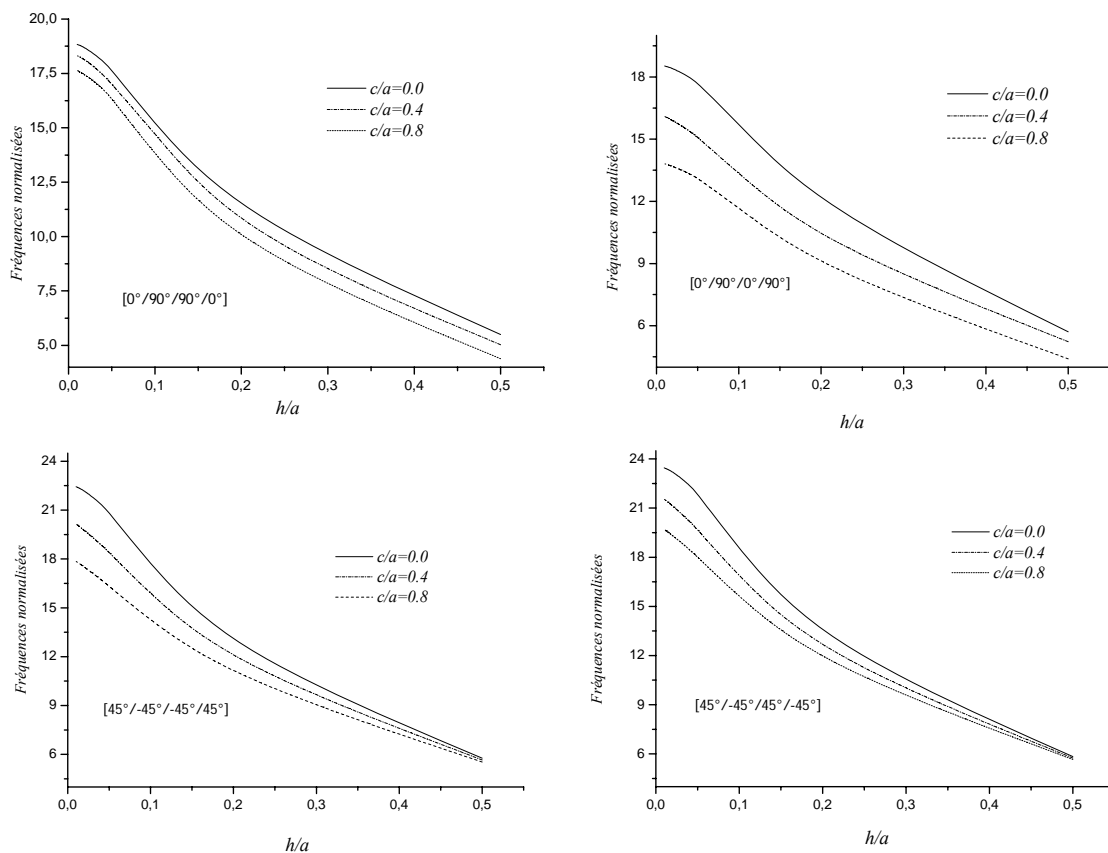 20,0
17,5
15,0
12,5
10,0
7,5
5,0
Fréquences normalisées
c/a=0.0
c/a=0.4
c/a=0.8
[0°/90°/90°/0°]
0,0 0,1 0,2 0,3 0,4 0,5
h/a
18
15
12
9
6
Fréquences normalisées
c/a=0.0
c/a=0.4
c/a=0.8
[0°/90°/0°/90°]
0,0 0,1 0,2 0,3 0,4 0,5
h/a
24
21
18
15
12
9
6
Fréquences normalisées
c/a=0.0
c/a=0.4
c/a=0.8
[45°/-45°/-45°/45°]
0,0 0,1 0,2 0,3 0,4 0,5
h/a
24
21
18
15
12
9
6
Fréquences normalisées
c/a=0.0
c/a=0.4
c/a=0.8
[45°/-45°/45°/-45°]
0,0 0,1 0,2 0,3 0,4 0,5
h/a